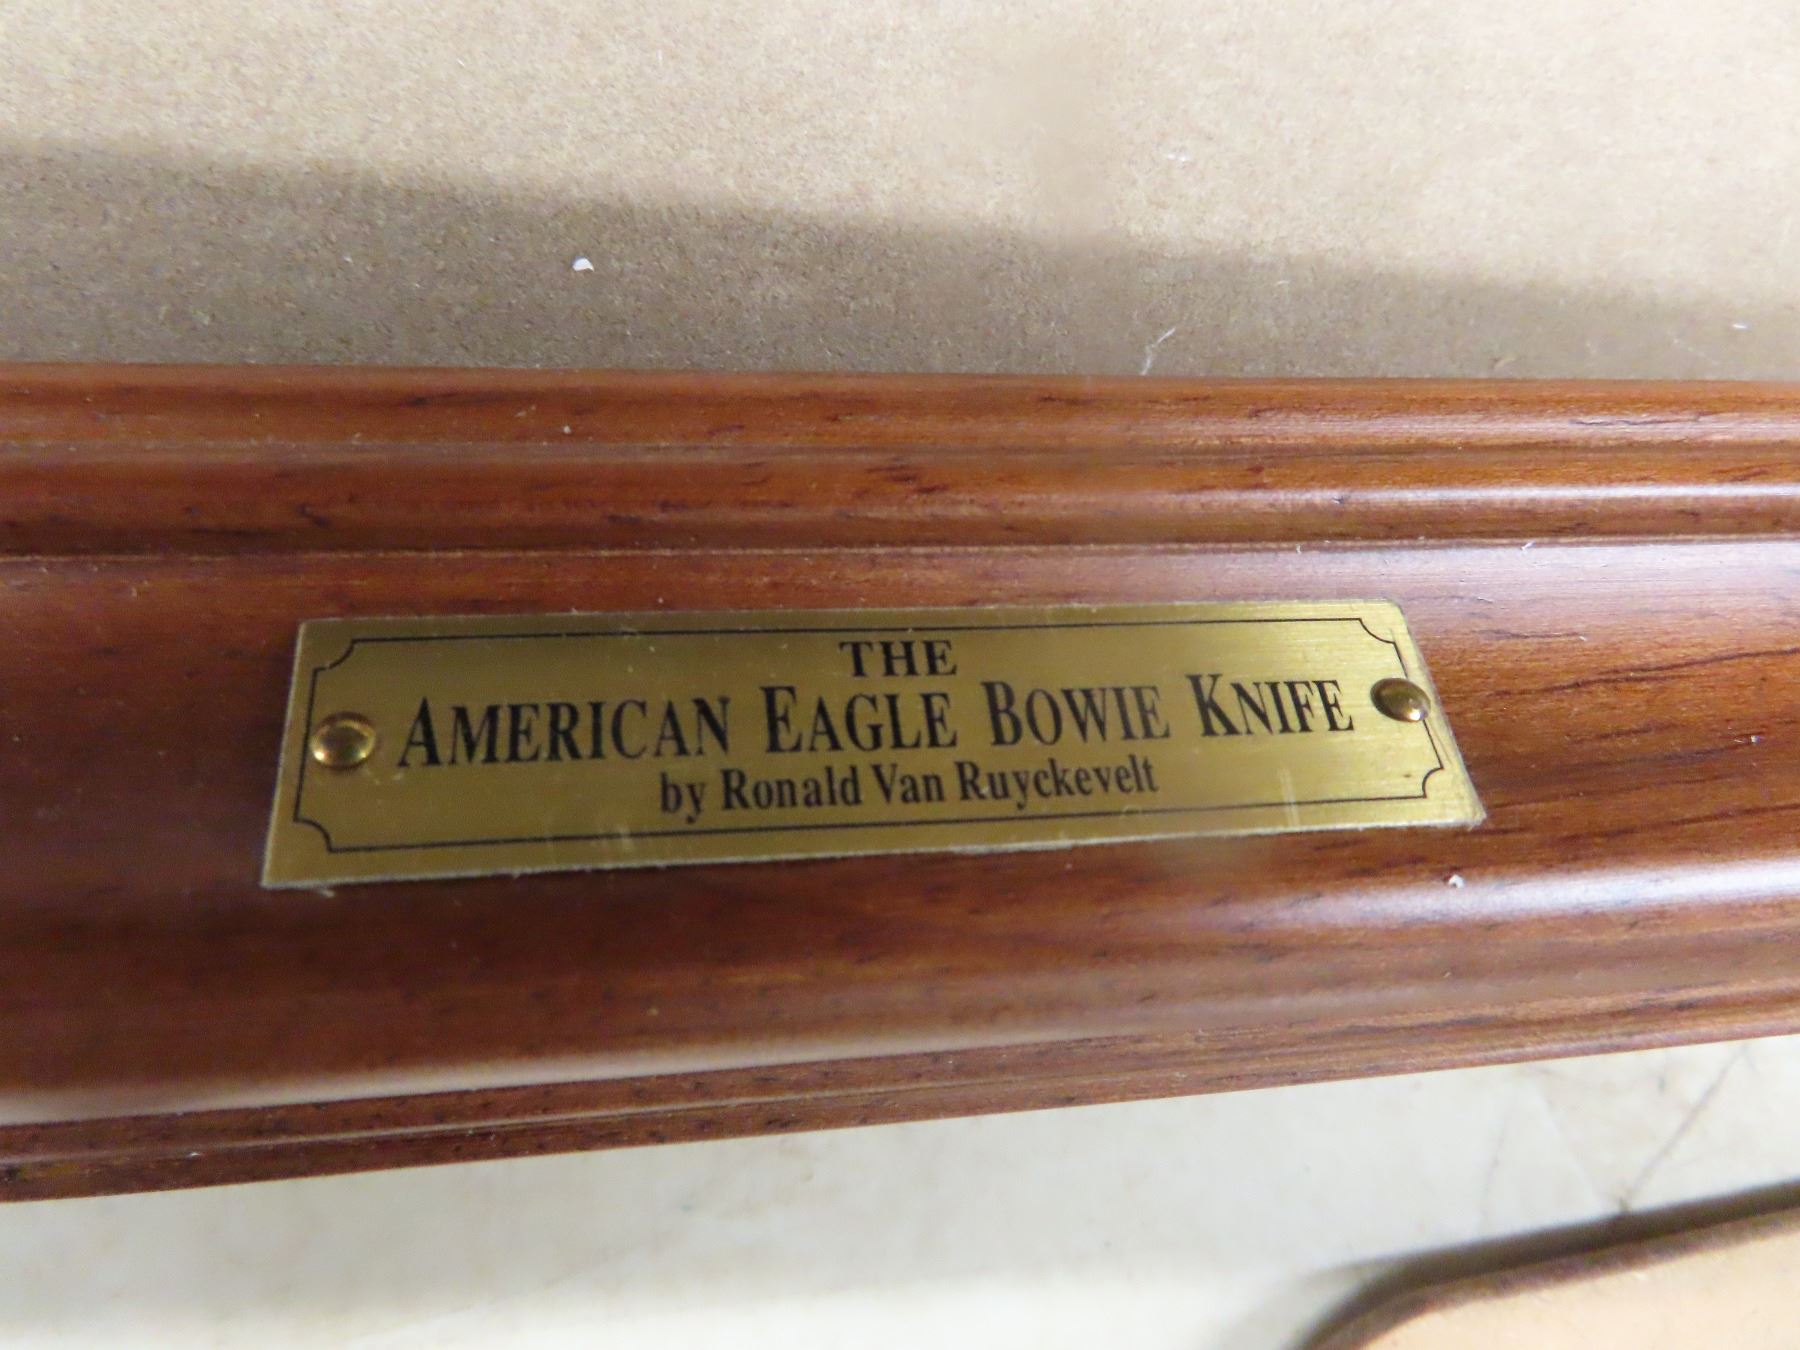 THE
AMERICAN EAGLE BOWIE KNIFE
by Ronald Van Ruyckevelt